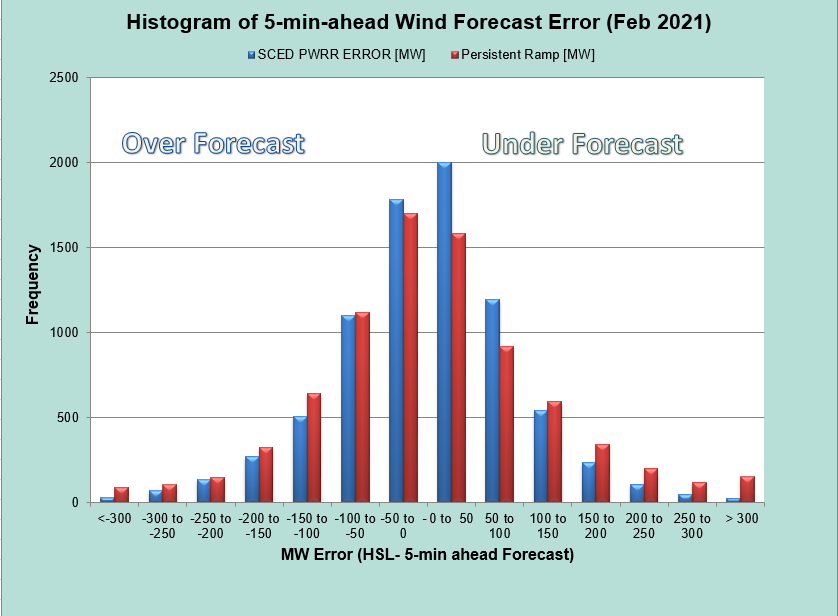 Histogram of 5-min-ahead Wind Forecast Error (Feb 2021)
SCED PWRR ERROR [MW] Persistent Ramp [MW]
2500
Over Forecast Under Forecast
2000
1500
1000
500
0
Frequency
<-300 -300 to -250 to -200 to -150 to -100 to -50 to - 0 to 50 50 to 100 to 150 to 200 to 250 to > 300
-250 -200 -150 -100 -50 0 100 150 200 250 300
MW Error (HSL- 5-min ahead Forecast)